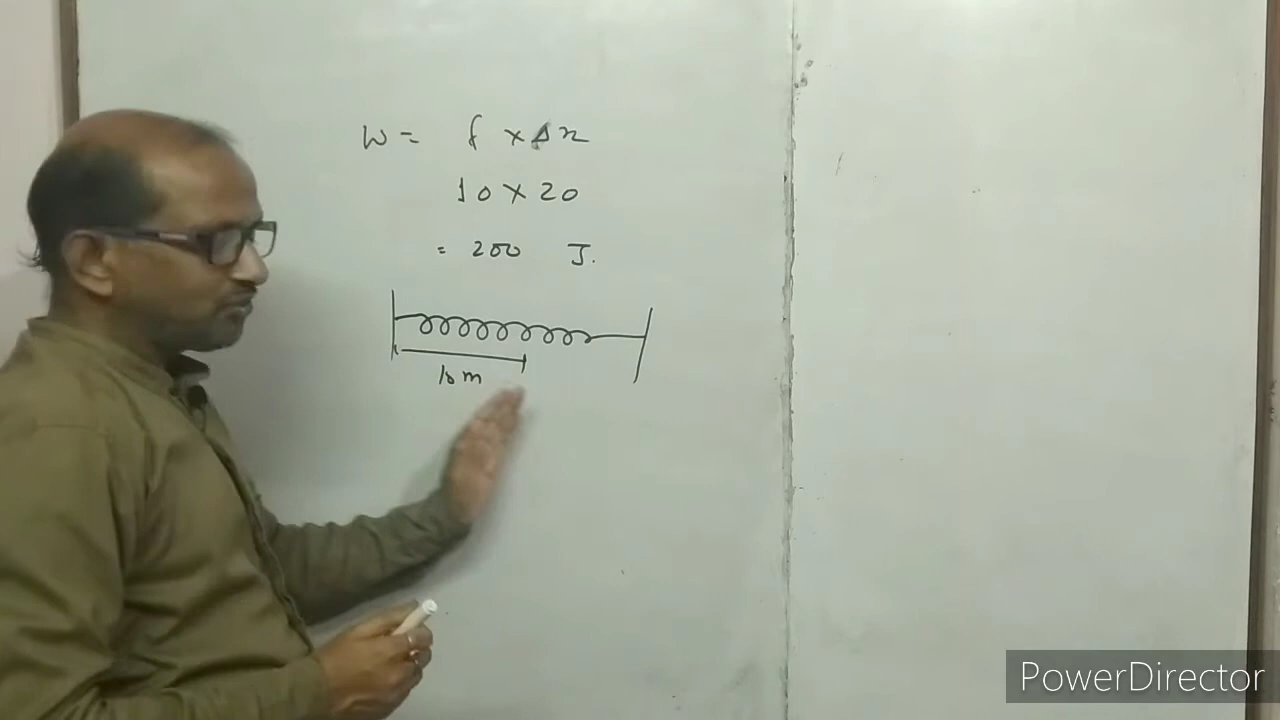 W = f × Δx
10 × 20
= 200 J.
10 m
PowerDirector